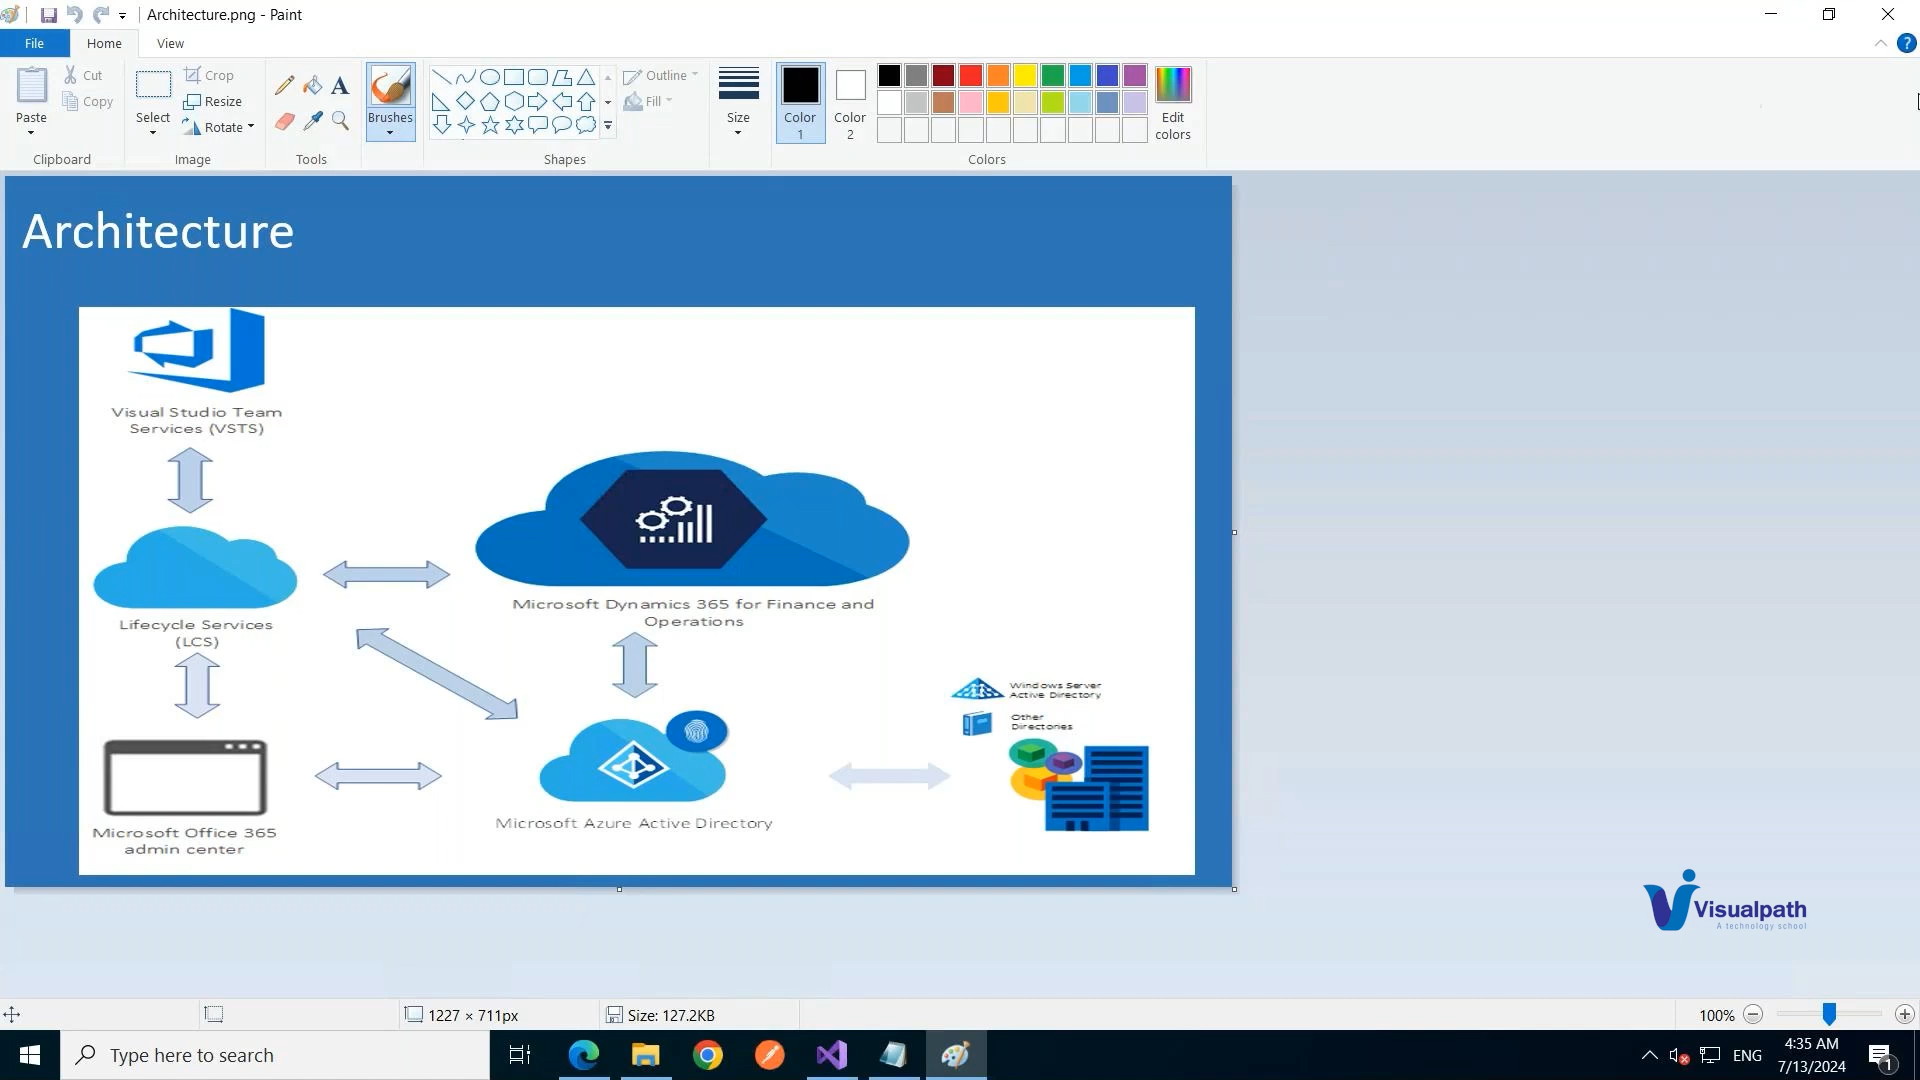 Architecture.png - Paint
File
Home
View
Paste
Cut
Copy
Clipboard
Select
Crop
Resize
Rotate
Image
Tools
Brushes
Outline
Fill
Shapes
Size
Color
1
Color
2
Edit
colors
Colors
Architecture
Visual Studio Team
Services (VSTS)
Lifecycle Services
(LCS)
Microsoft Dynamics 365 for Finance and
Operations
Windows Server
Active Directory
Other
Directories
Microsoft Office 365
admin center
Microsoft Azure Active Directory
Visualpath
A technology school
1227 × 711px
Size: 127.2KB
100%
Type here to search
ENG
4:35 AM
7/13/2024
1